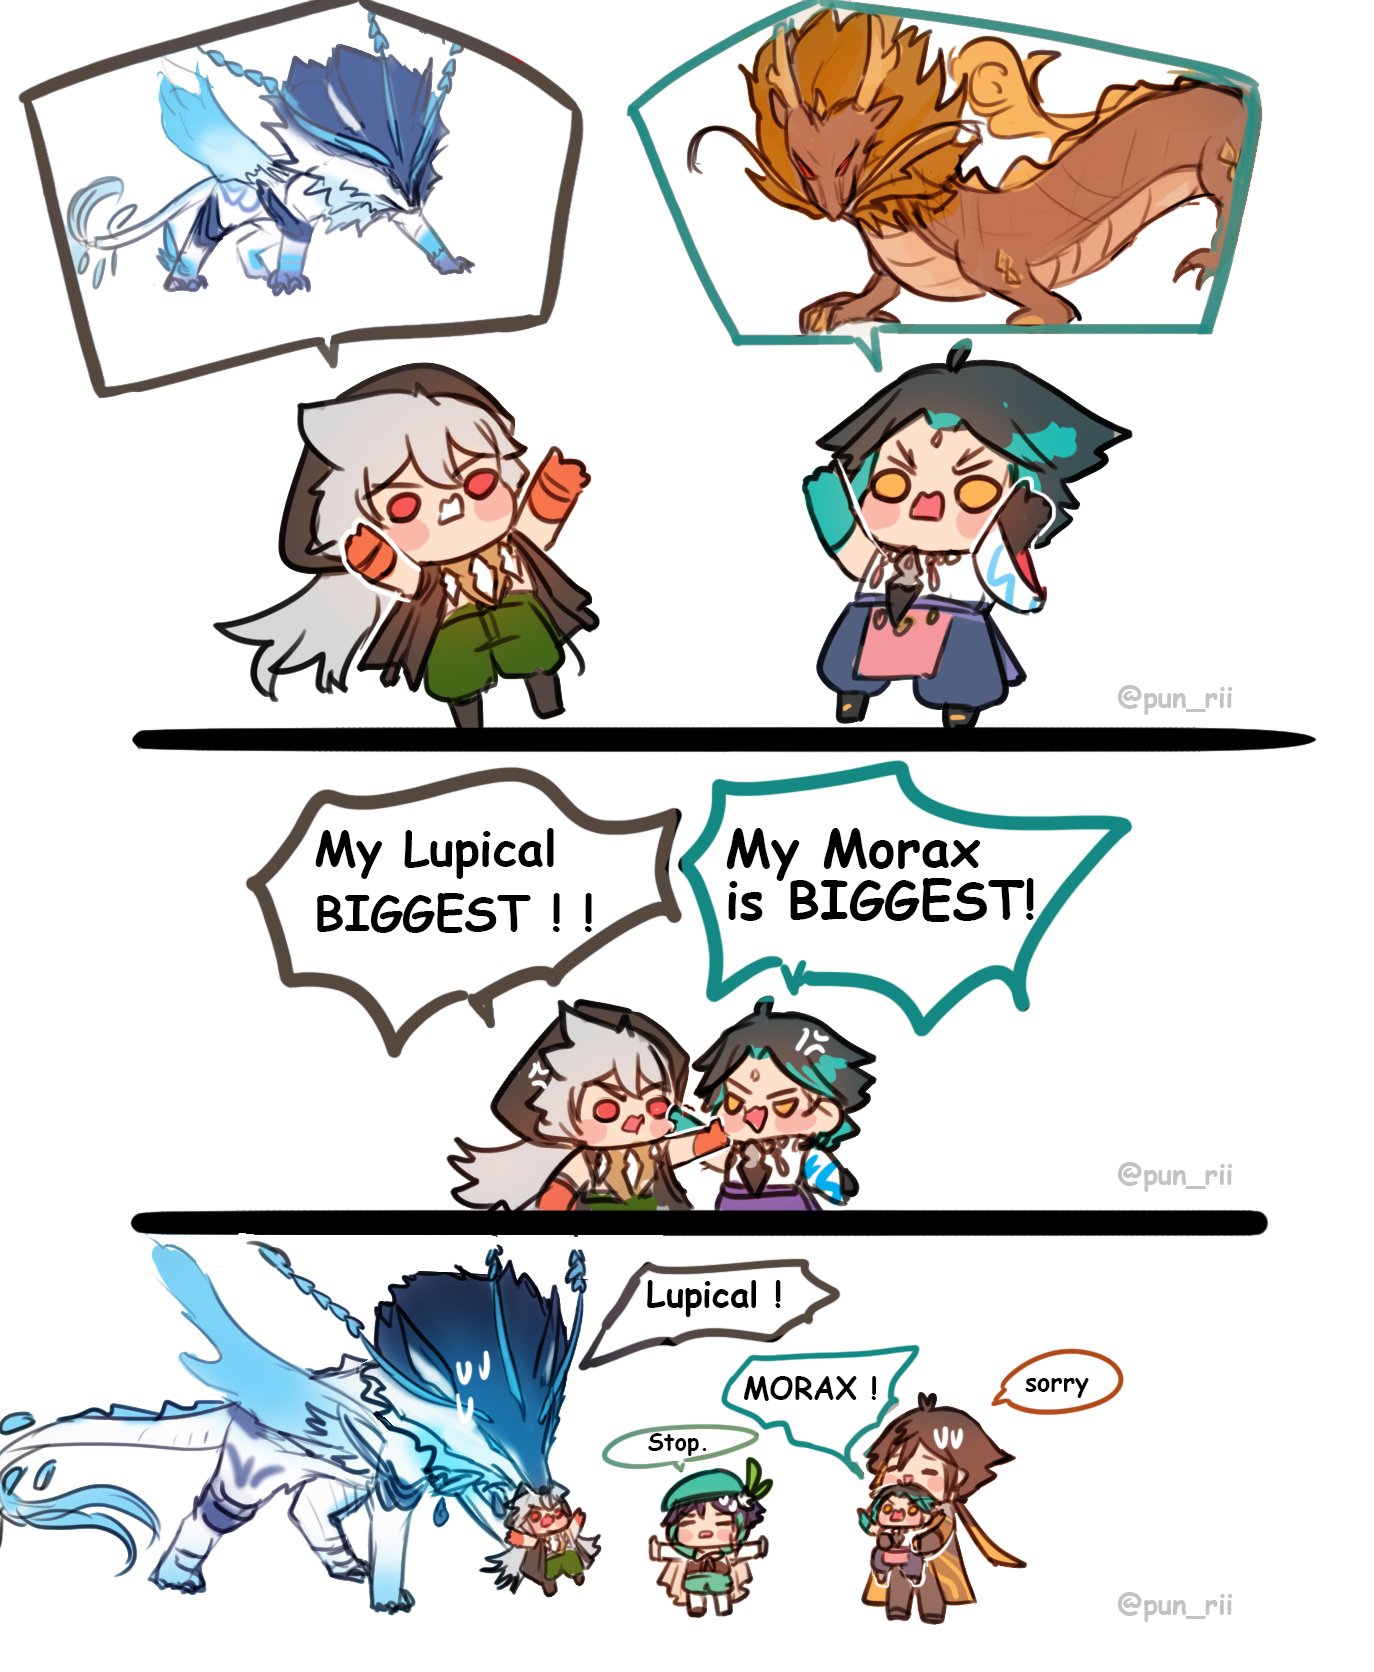 @pun_rii
My Lupical
BIGGEST ! !
My Morax
is BIGGEST!
@pun_rii
Lupical !
MORAX !
sorry
Stop.
@pun_rii